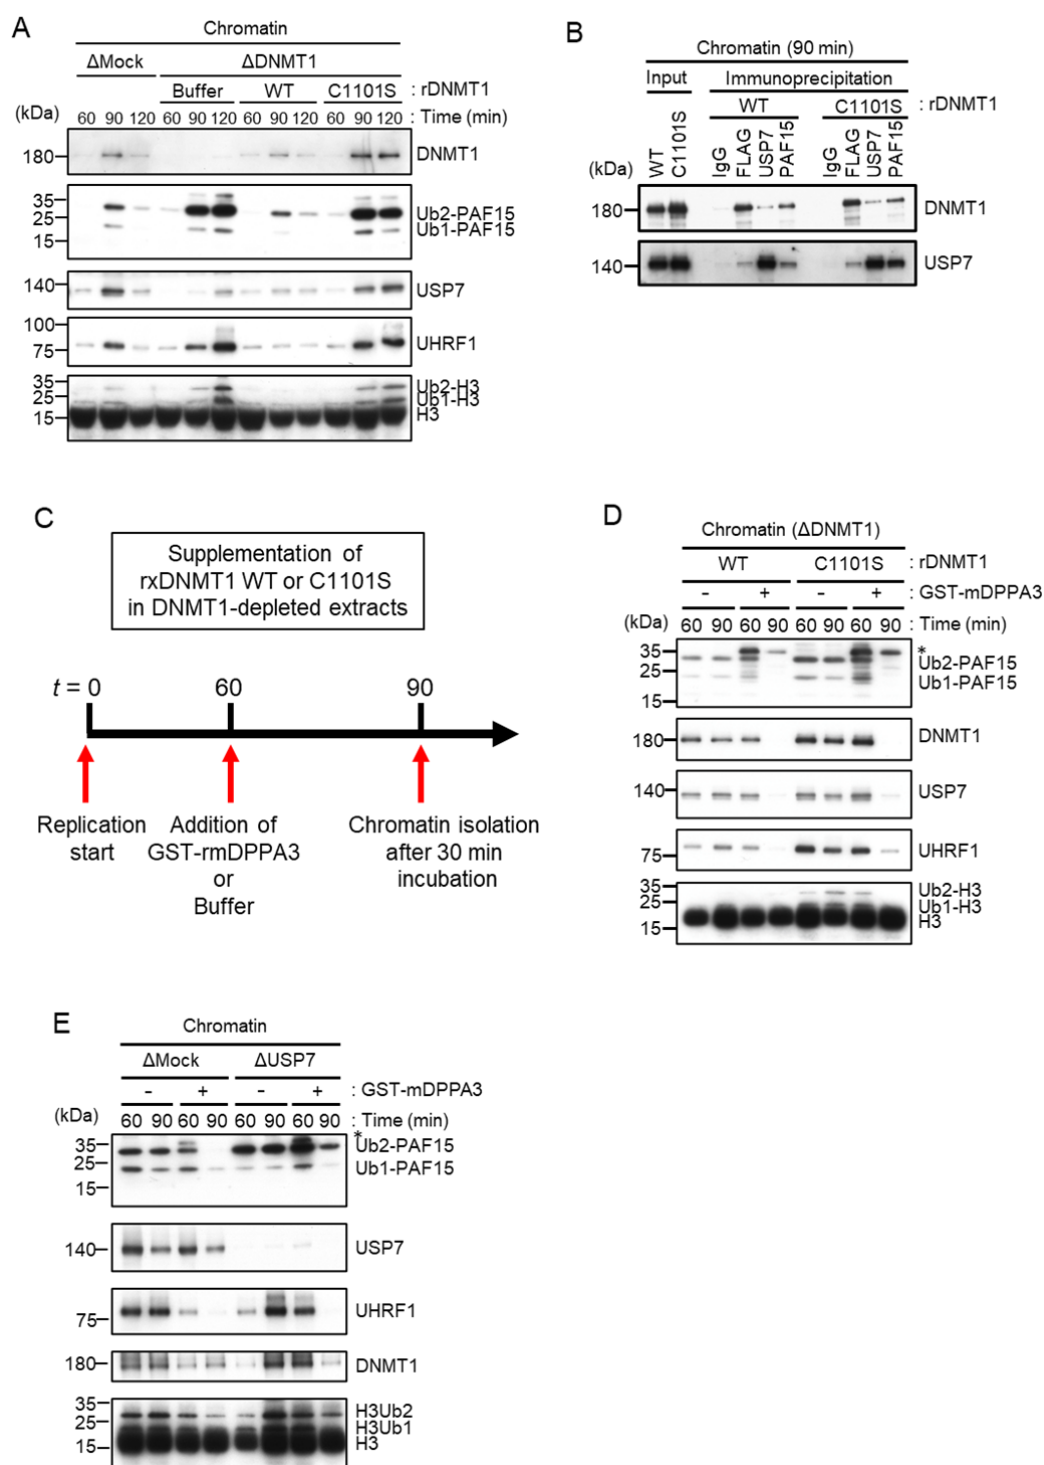 A
Chromatin
ΔMock ΔDNMT1
Buffer WT C1101S : rDNMT1
(kDa) 60 90 120 60 90 120 60 90 120 60 90 120 : Time (min)
180 DNMT1
35
25 Ub2-PAF15
Ub1-PAF15
15
140 USP7
100
75 UHRF1
35 Ub2-H3
25 Ub1-H3
15 H3
B
Chromatin (90 min)
Input Immunoprecipitation
WT C1101S : rDNMT1
(kDa) WT C1101S IgG FLAG USP7 PAF15 IgG FLAG USP7 PAF15
180 DNMT1
140 USP7
C
Supplementation of
rxDNMT1 WT or C1101S
in DNMT1-depleted extracts
t = 0 60 90
Replication
start
Addition of
GST-rmDPPA3
or
Buffer
Chromatin isolation
after 30 min
incubation
D
Chromatin (ΔDNMT1)
WT C1101S : rDNMT1
- + - + : GST-mDPPA3
(kDa) 60 90 60 90 60 90 60 90 : Time (min)
35 *
25 Ub2-PAF15
Ub1-PAF15
15
180 DNMT1
140 USP7
75 UHRF1
35 Ub2-H3
25 Ub1-H3
15 H3
E
Chromatin
ΔMock ΔUSP7
- + - + : GST-mDPPA3
(kDa) 60 90 60 90 60 90 60 90 : Time (min)
*
35 Ub2-PAF15
25 Ub1-PAF15
15
140 USP7
75 UHRF1
180 DNMT1
35 H3Ub2
25 H3Ub1
15 H3